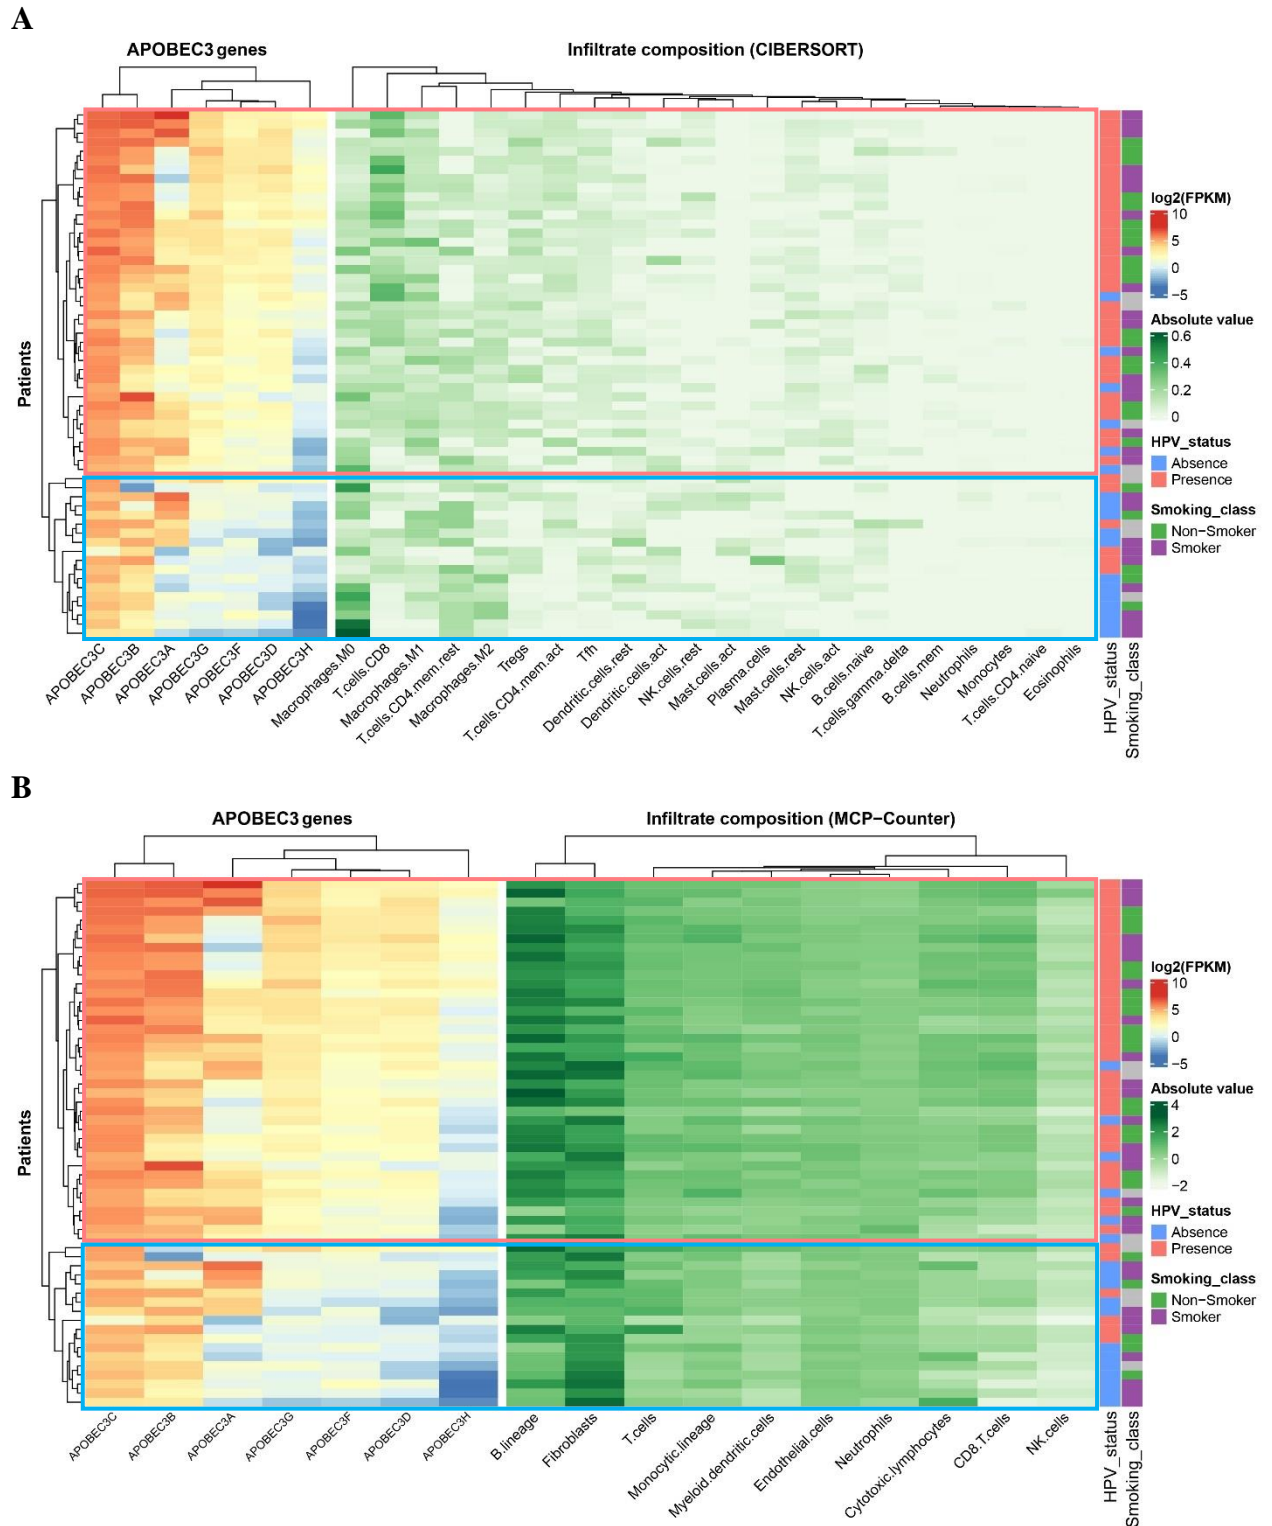 A
APOBEC3 genes
Infiltrate composition (CIBERSORT)
Patients
log2(FPKM)
10
5
0
−5
Absolute value
0.6
0.4
0.2
0
HPV_status
Absence
Presence
Smoking_class
Non−Smoker
Smoker
APOBEC3C
APOBEC3B
APOBEC3A
APOBEC3G
APOBEC3F
APOBEC3D
APOBEC3H
Macrophages.M0
T.cells.CD8
Macrophages.M1
T.cells.CD4.mem.rest
Macrophages.M2
Tregs
T.cells.CD4.mem.act
Tfh
Dendritic.cells.rest
Dendritic.cells.act
NK.cells.rest
Mast.cells.act
Plasma.cells
Mast.cells.rest
NK.cells.act
B.cells.naive
T.cells.gamma.delta
B.cells.mem
Neutrophils
Monocytes
T.cells.CD4.naive
Eosinophils
HPV_status
Smoking_class
B
APOBEC3 genes
Infiltrate composition (MCP−Counter)
Patients
log2(FPKM)
10
5
0
−5
Absolute value
4
2
0
−2
HPV_status
Absence
Presence
Smoking_class
Non−Smoker
Smoker
APOBEC3C
APOBEC3B
APOBEC3A
APOBEC3G
APOBEC3F
APOBEC3D
APOBEC3H
B.lineage
Fibroblasts
T.cells
Monocytic.lineage
Myeloid.dendritic.cells
Endothelial.cells
Neutrophils
Cytotoxic.lymphocytes
CD8.T.cells
NK.cells
HPV_status
Smoking_class